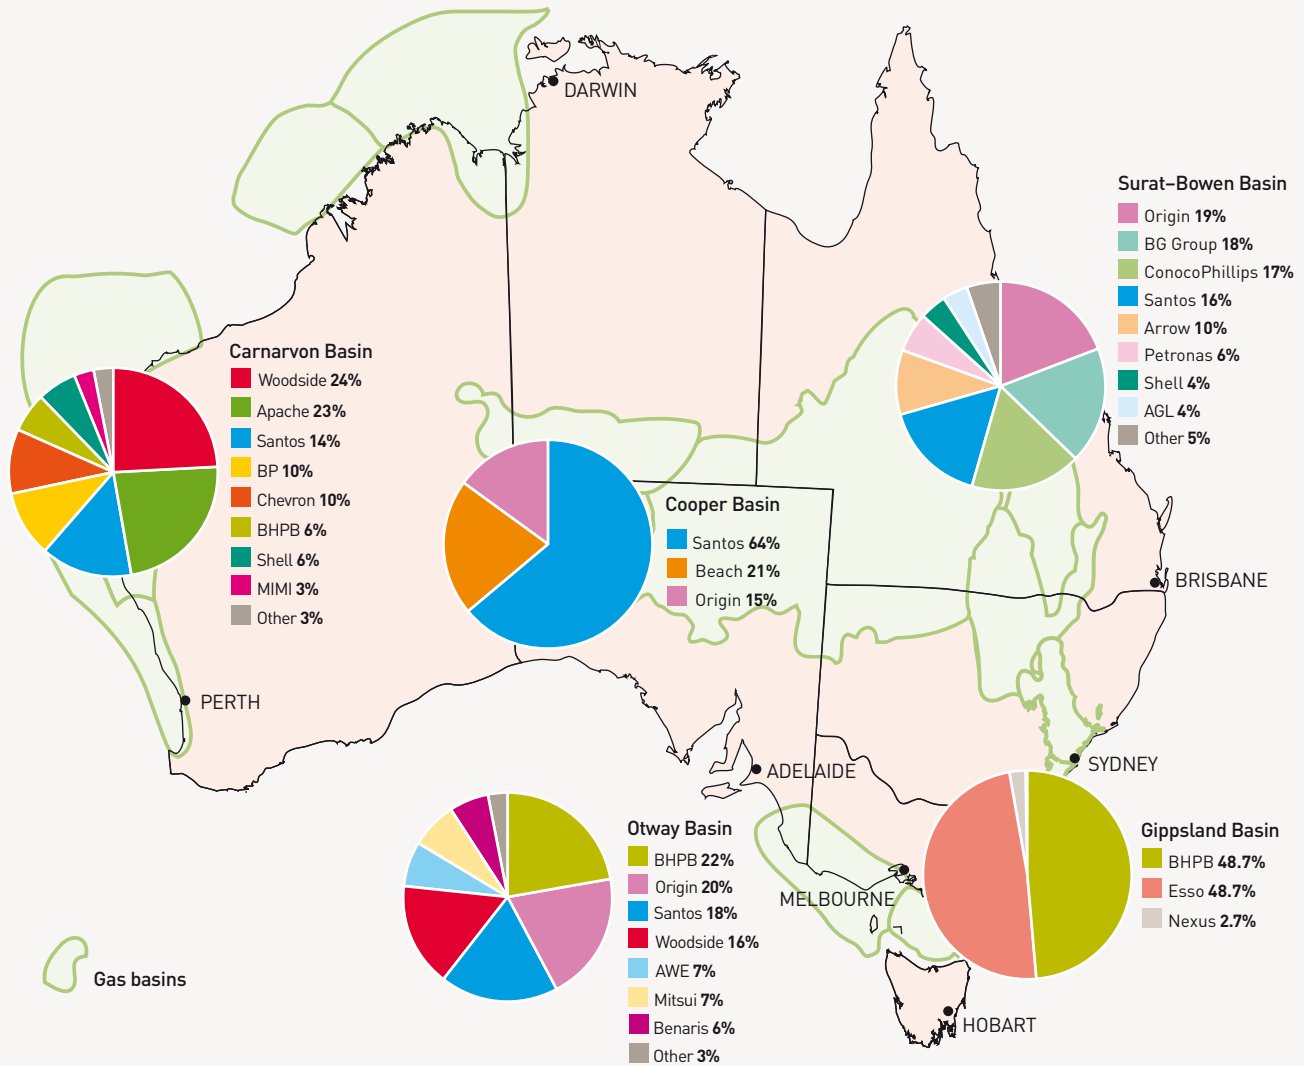 DARWIN
Surat–Bowen Basin
Origin 19%
BG Group 18%
ConocoPhillips 17%
Santos 16%
Arrow 10%
Petronas 6%
Shell 4%
AGL 4%
Other 5%
Carnarvon Basin
Woodside 24%
Apache 23%
Santos 14%
BP 10%
Chevron 10%
BHPB 6%
Shell 6%
MIMI 3%
Other 3%
Cooper Basin
Santos 64%
Beach 21%
Origin 15%
BRISBANE
PERTH
SYDNEY
ADELAIDE
Otway Basin
BHPB 22%
Origin 20%
Santos 18%
Woodside 16%
AWE 7%
Mitsui 7%
Benaris 6%
Other 3%
MELBOURNE
Gippsland Basin
BHPB 48.7%
Esso 48.7%
Nexus 2.7%
Gas basins
HOBART